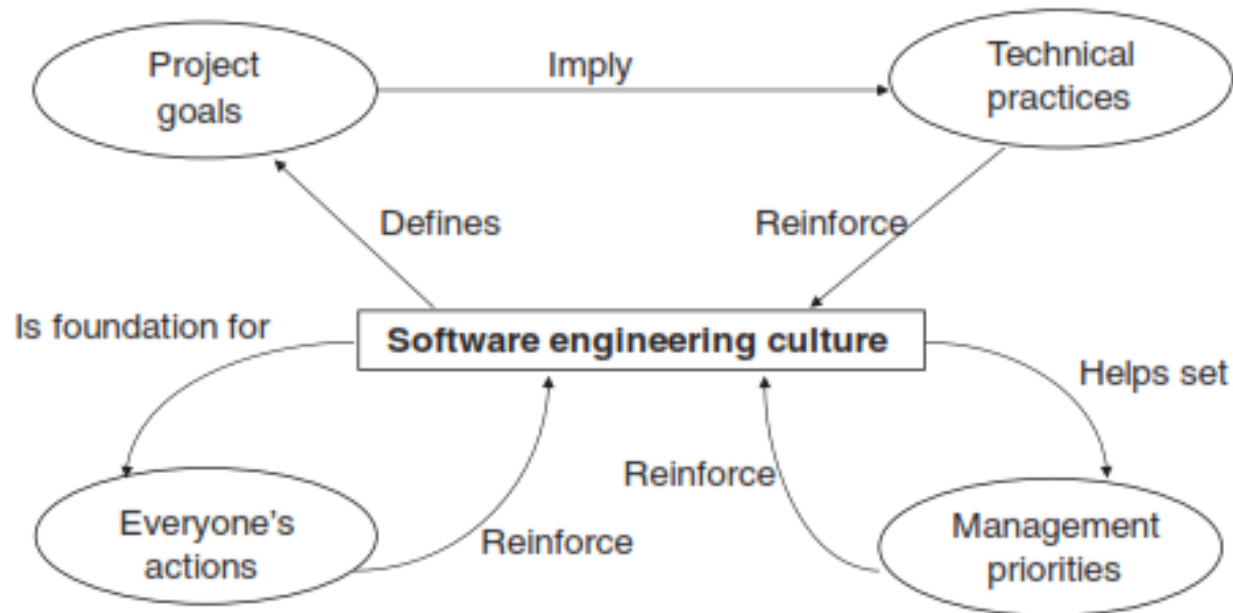 Project
goals
Imply
Technical
practices
Defines
Reinforce
Is foundation for
Software engineering culture
Helps set
Reinforce
Everyone's
actions
Reinforce
Management
priorities